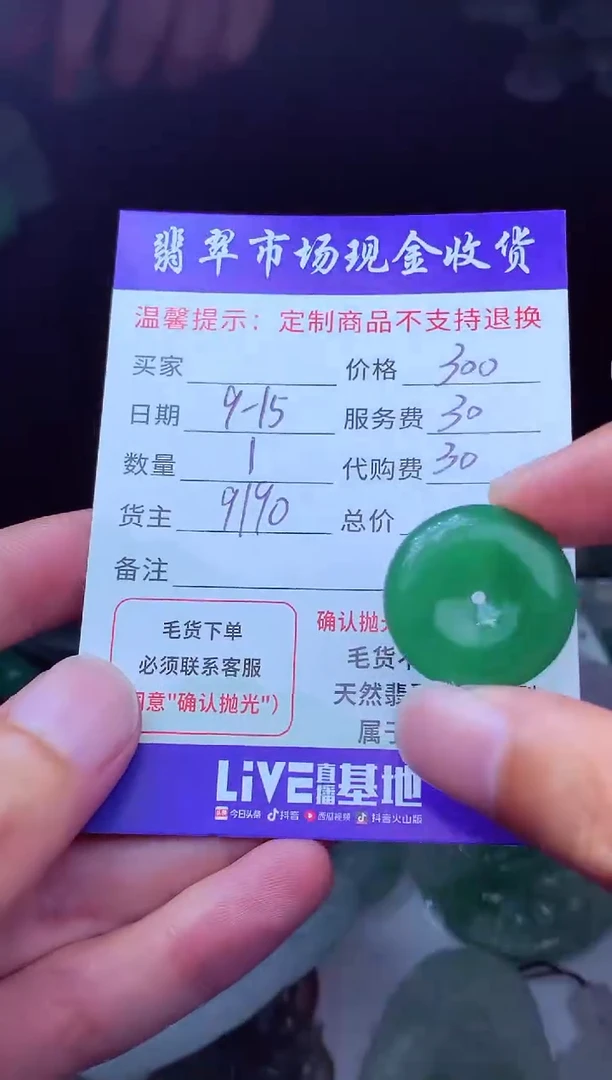 翡翠市场现金收货
温馨提示：定制商品不支持退换
买家 价格 300
日期 9-15 服务费 30
数量 1 代购费 30
货主 9190 总价
备注
毛货下单 确认抛
必须联系客服 毛货
意"确认抛光") 天然翡
属于
LiVE直播基地
头条 今日头条 抖音 西瓜视频 抖音火山版